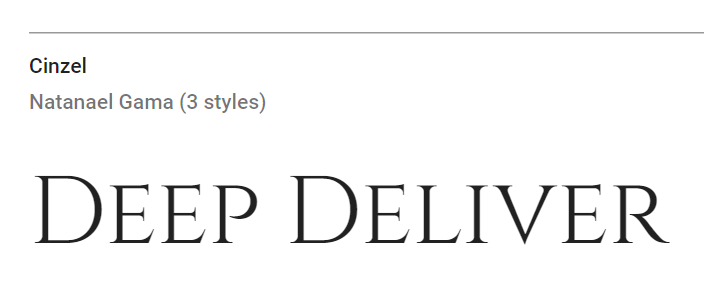 Cinzel
Natanael Gama (3 styles)
Deep Deliver